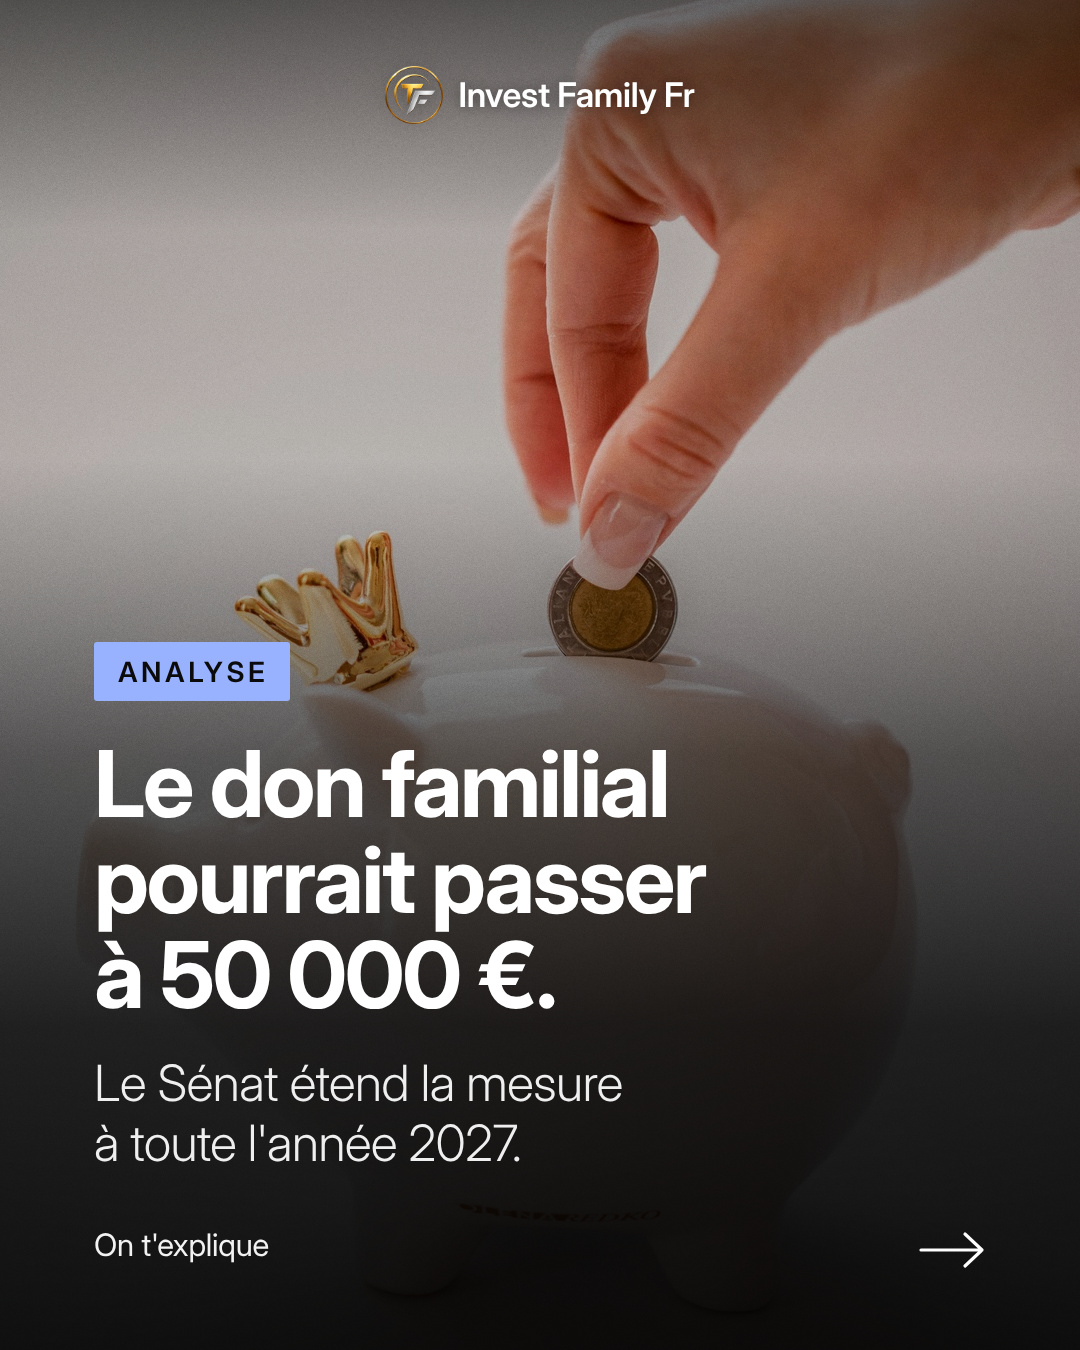 Invest Family Fr
ANALYSE
Le don familial
pourrait passer
à 50 000 €.
Le Sénat étend la mesure
à toute l'année 2027.
On t'explique